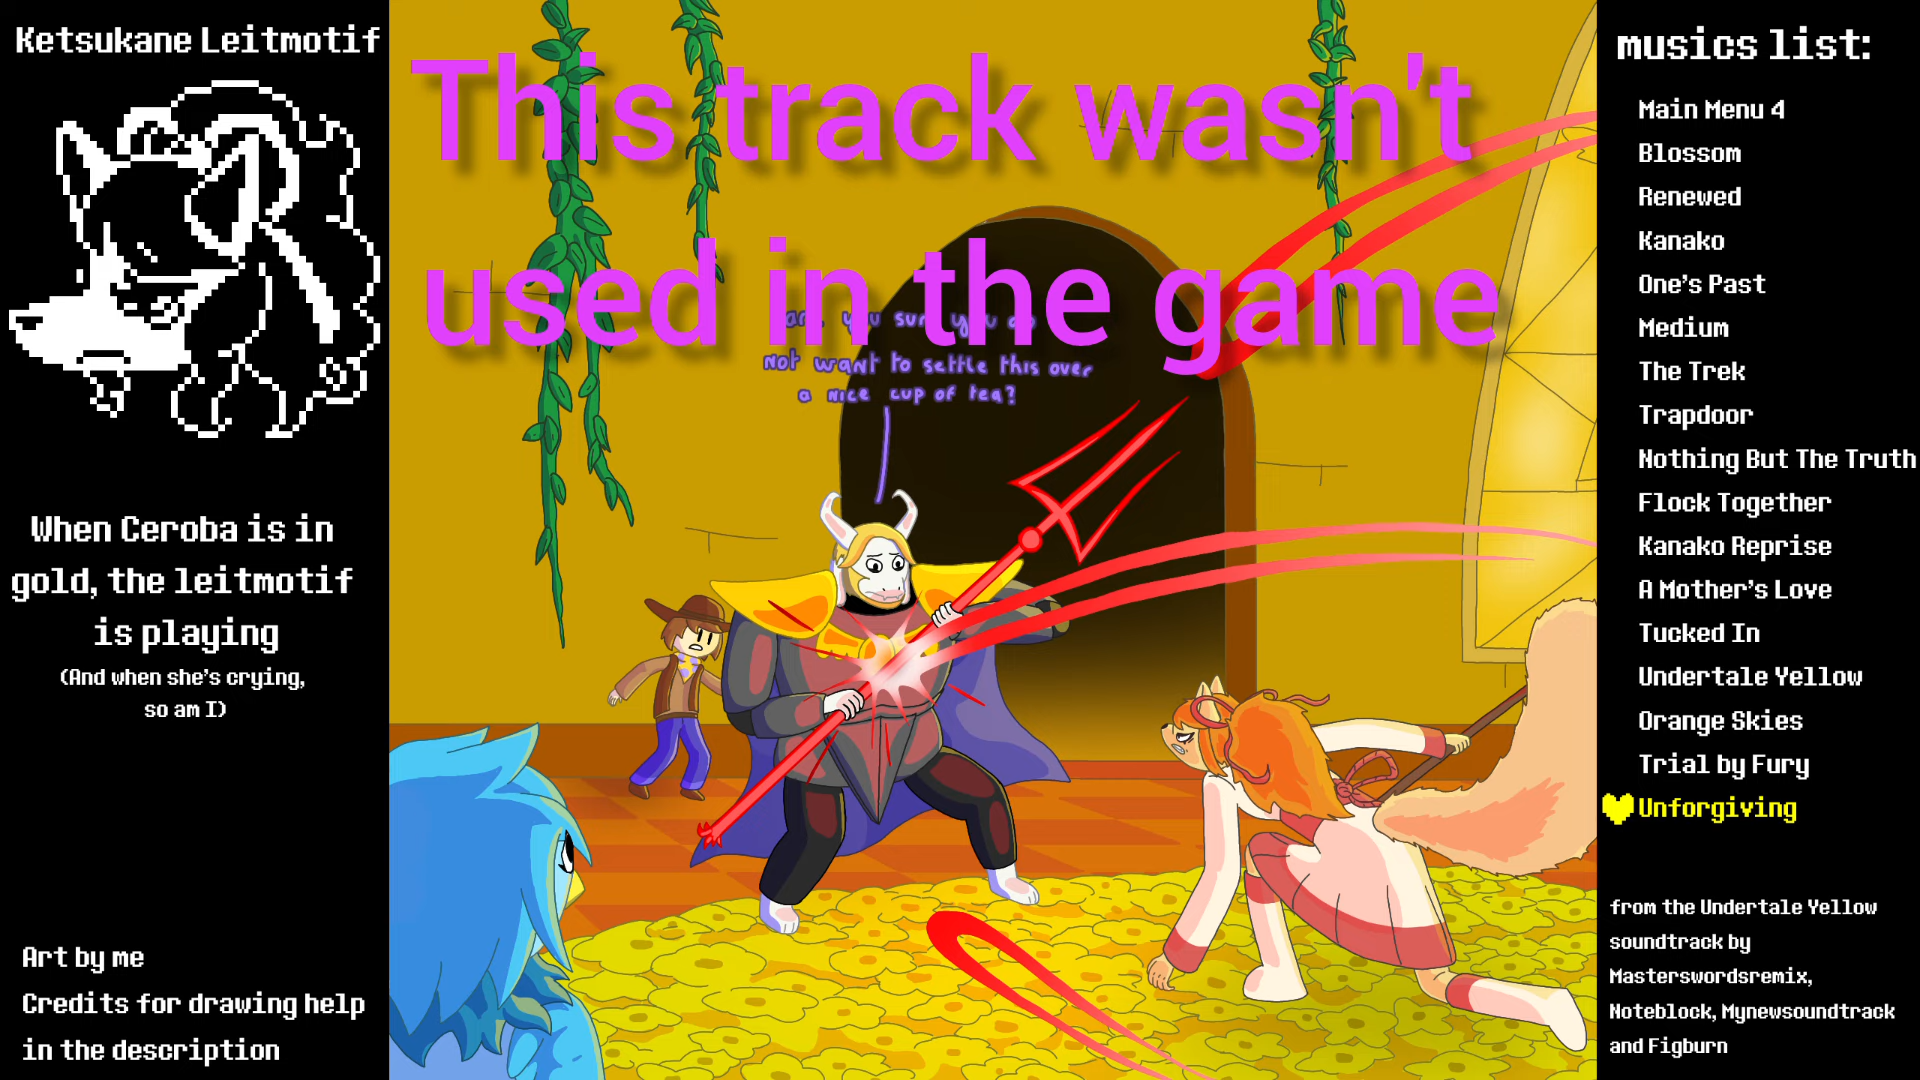 Ketsukane Leitmotif
When Ceroba is in
gold, the leitmotif
is playing
(And when she's crying,
so am I)
Art by me
Credits for drawing help
in the description
This track wasn't
used in the game
you sure you
not want to settle this over
a nice cup of tea?
musics list:
Main Menu 4
Blossom
Renewed
Kanako
One's Past
Medium
The Trek
Trapdoor
Nothing But The Truth
Flock Together
Kanako Reprise
A Mother's Love
Tucked In
Undertale Yellow
Orange Skies
Trial by Fury
Unforgiving
from the Undertale Yellow
soundtrack by
Masterswordsremix,
Noteblock, Mynewsoundtrack
and Figburn